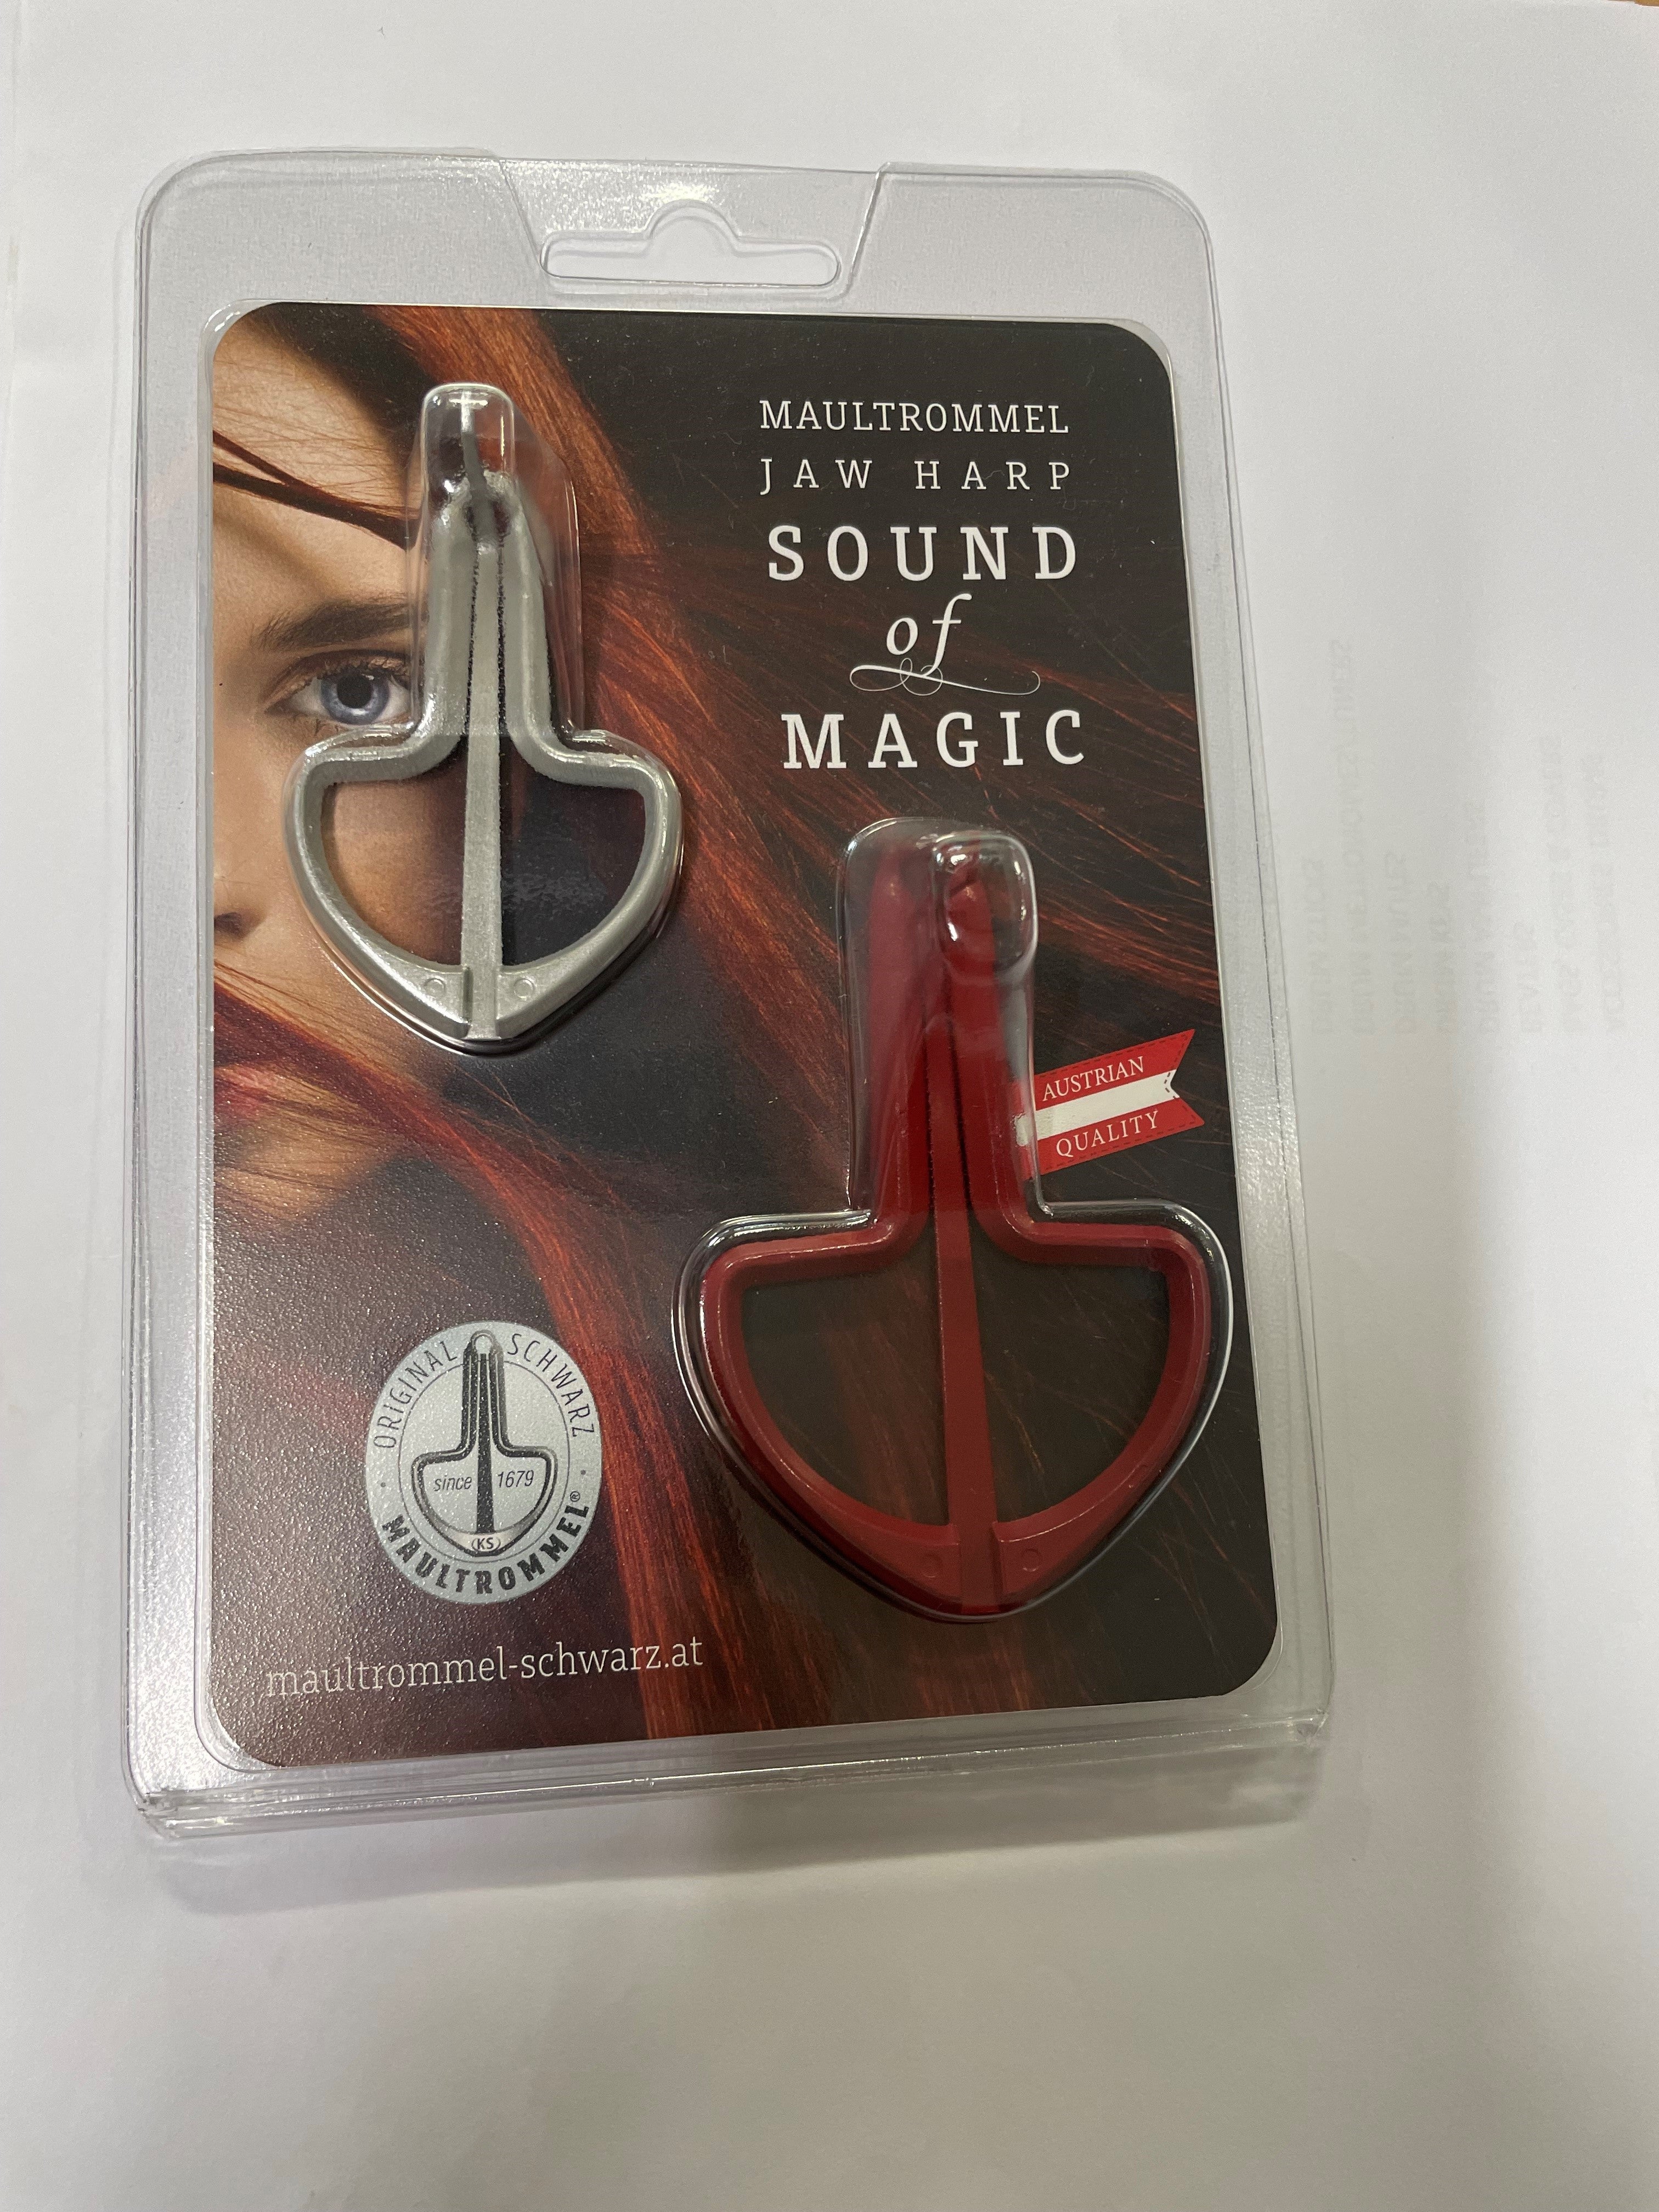 MAULTROMMEL
JAW HARP
SOUND
of
MAGIC
AUSTRIAN
QUALITY
ORIGINAL SCHWARZ
since 1679
KS
MAULTROMMEL®
maultrommel-schwarz.at